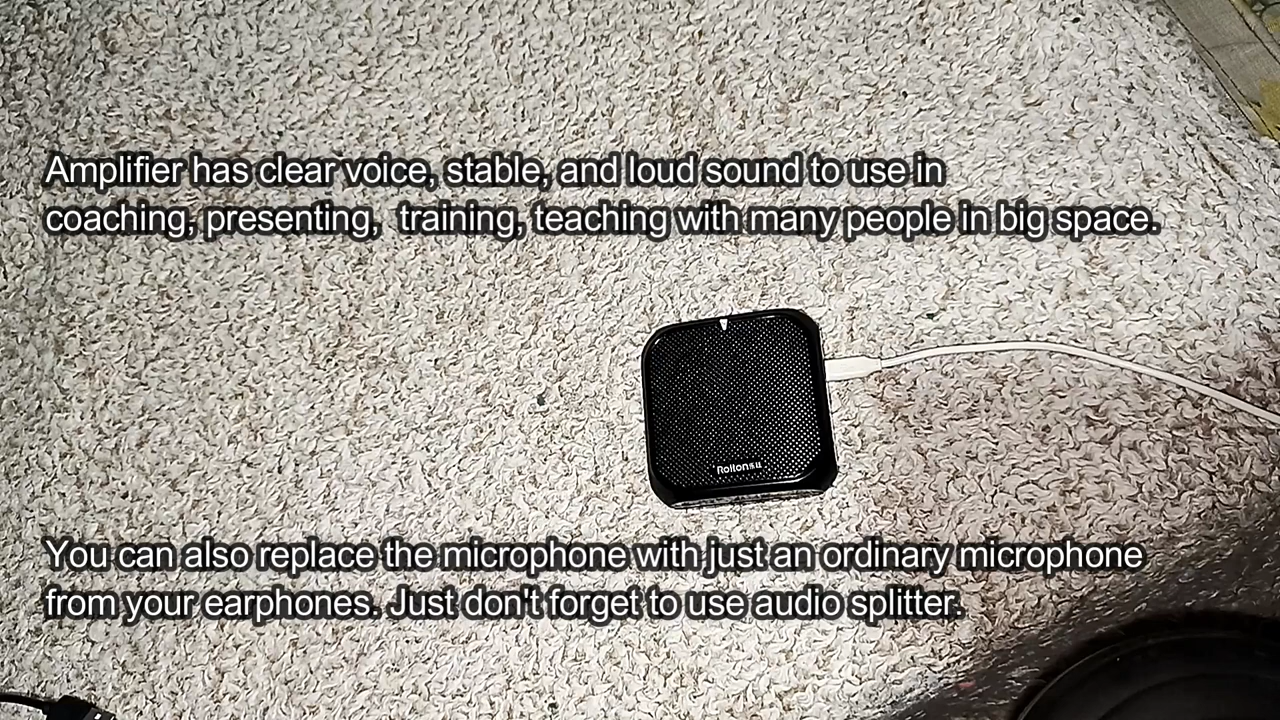 Amplifier has clear voice, stable, and loud sound to use in
coaching, presenting,  training, teaching with many people in big space.
Rolton
You can also replace the microphone with just an ordinary microphone
from your earphones. Just don't forget to use audio splitter.